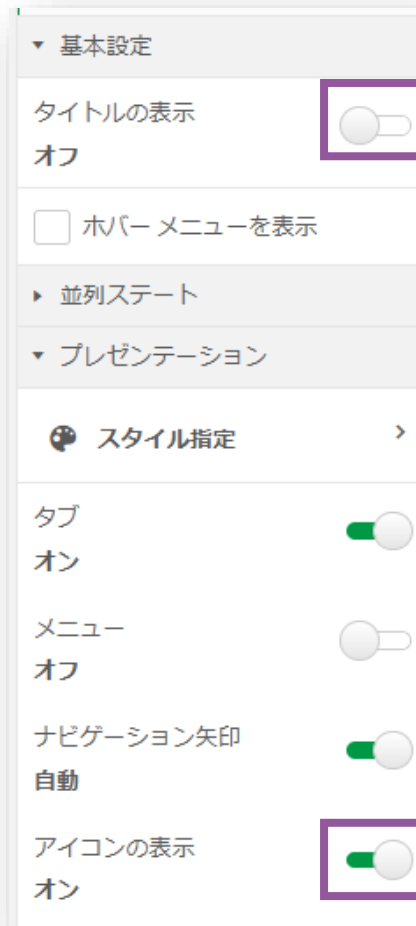 基本設定
タイトルの表示
オフ
ホバー メニューを表示
並列ステート
プレゼンテーション
スタイル指定
タブ
オン
メニュー
オフ
ナビゲーション矢印
自動
アイコンの表示
オン